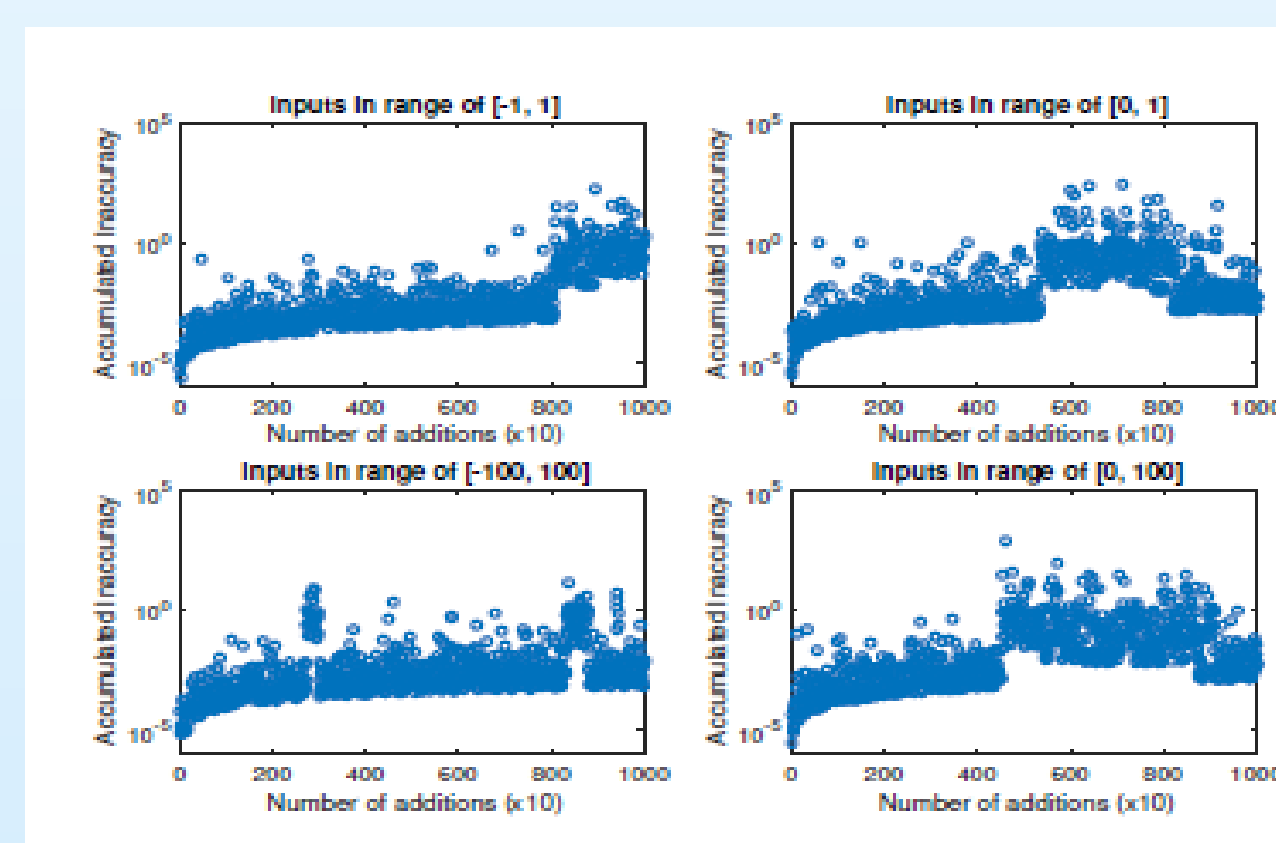 Inputs in range of [-1, 1]
Accumulated Inaccuracy
10^5
10^0
10^-5
0 200 400 600 800 1000
Number of additions (x10)
Inputs in range of [0, 1]
Accumulated Inaccuracy
10^5
10^0
10^-5
0 200 400 600 800 1000
Number of additions (x10)
Inputs in range of [-100, 100]
Accumulated Inaccuracy
10^5
10^0
10^-5
0 200 400 600 800 1000
Number of additions (x10)
Inputs in range of [0, 100]
Accumulated Inaccuracy
10^5
10^0
10^-5
0 200 400 600 800 1000
Number of additions (x10)